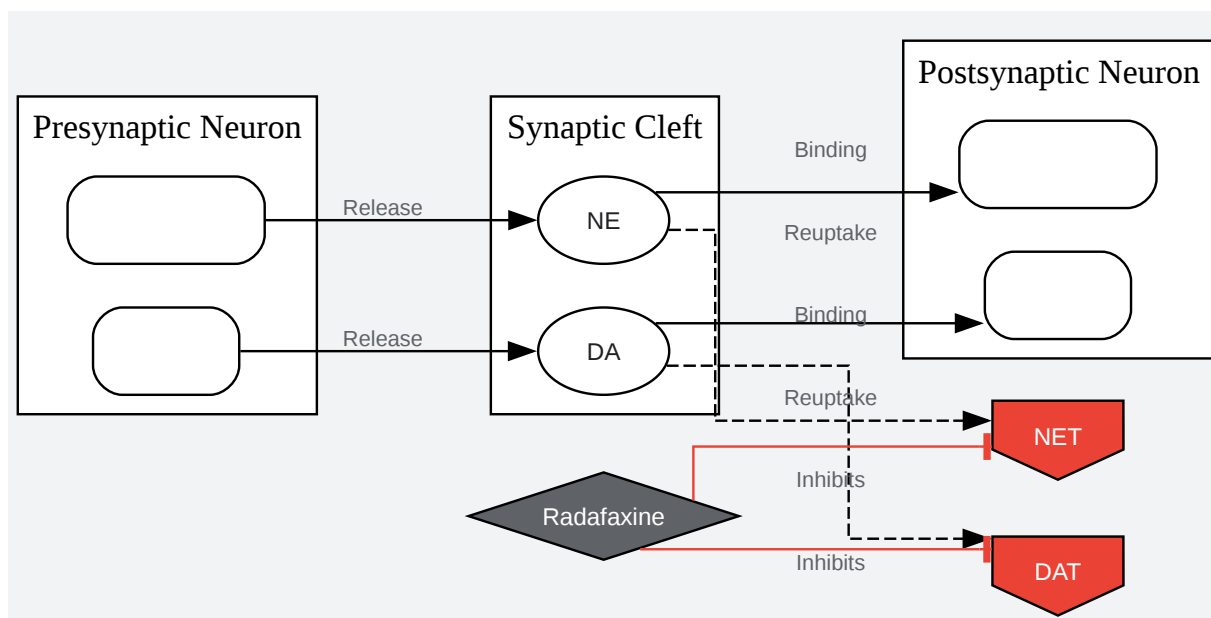 Postsynaptic Neuron
Presynaptic Neuron
Synaptic Cleft
Binding
Release
NE
Reuptake
Binding
Release
DA
Reuptake
NET
Inhibits
Radafaxine
Inhibits
DAT